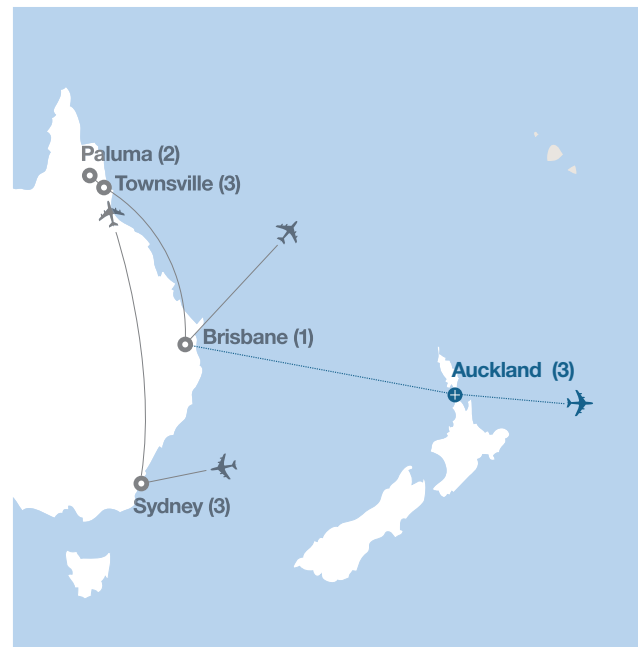 Paluma (2)
Townsville (3)
Brisbane (1)
Auckland  (3)
Sydney (3)